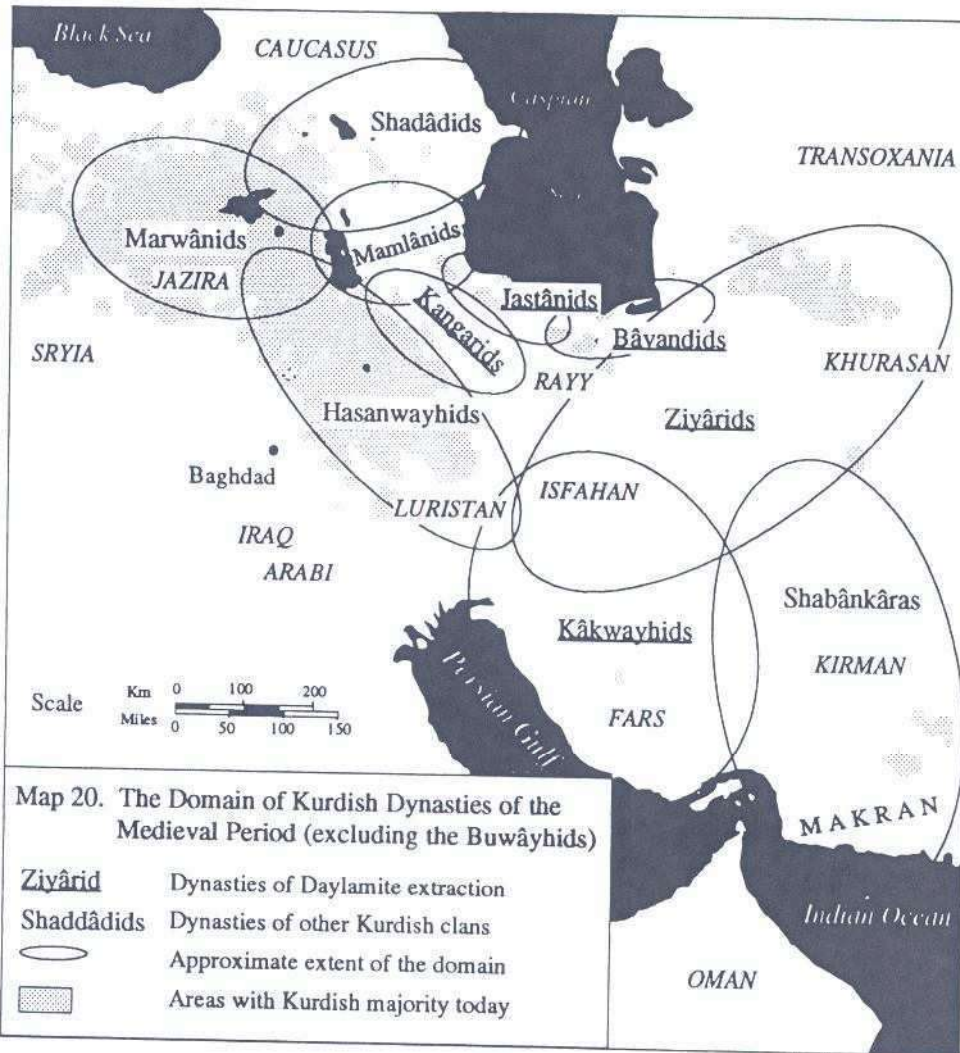 Black Sea
CAUCASUS
Caspian
Sea
Shadâdids
TRANSOXANIA
Marwânids
JAZIRA
Mamlânids
Kangarids
Jastânids
Bâvandids
SRYIA
RAYY
KHURASAN
Hasanwayhids
Ziyârids
Baghdad
LURISTAN
ISFAHAN
IRAQ
ARABI
Shabânkâras
Kâkwayhids
KIRMAN
Persian Gulf
FARS
Scale
Km 0 100 200
Miles 0 50 100 150
MAKRAN
Indian Ocean
OMAN
Map 20. The Domain of Kurdish Dynasties of the
Medieval Period (excluding the Buwâyhids)
Ziyârid Dynasties of Daylamite extraction
Shaddâdids Dynasties of other Kurdish clans
Approximate extent of the domain
Areas with Kurdish majority today